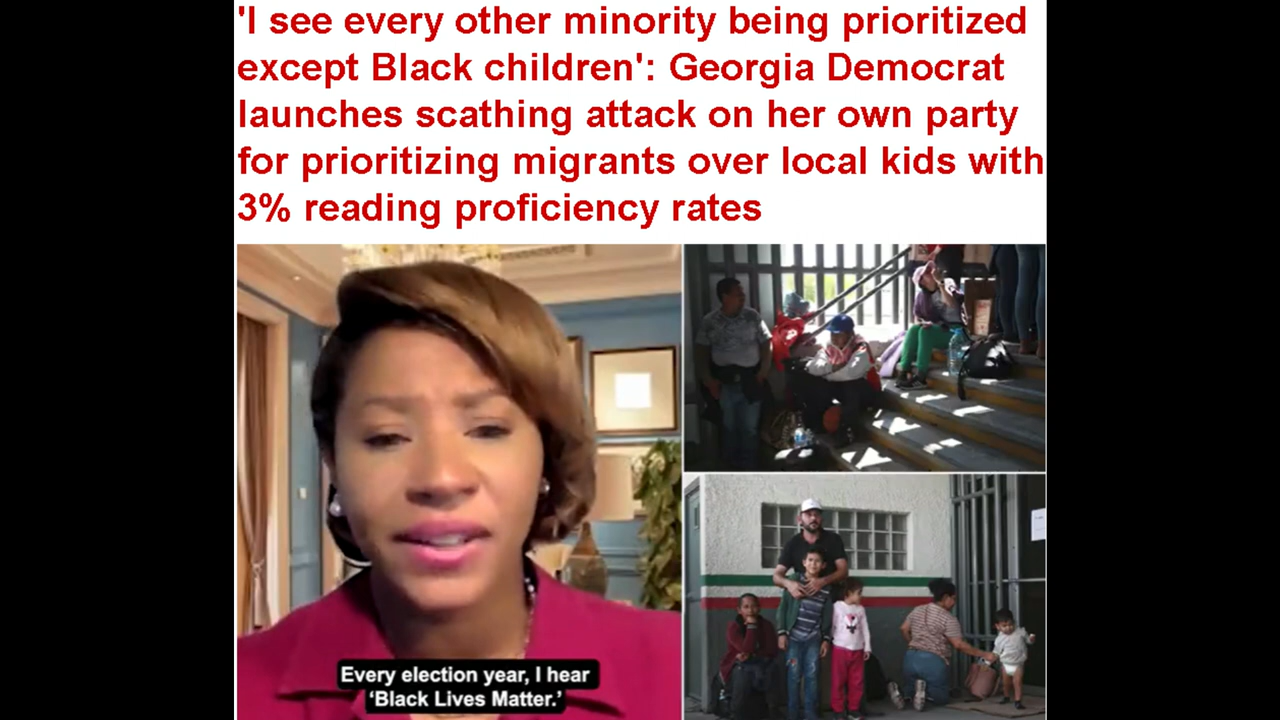 'I see every other minority being prioritized
except Black children': Georgia Democrat
launches scathing attack on her own party
for prioritizing migrants over local kids with
3% reading proficiency rates
Every election year, I hear
‘Black Lives Matter.’